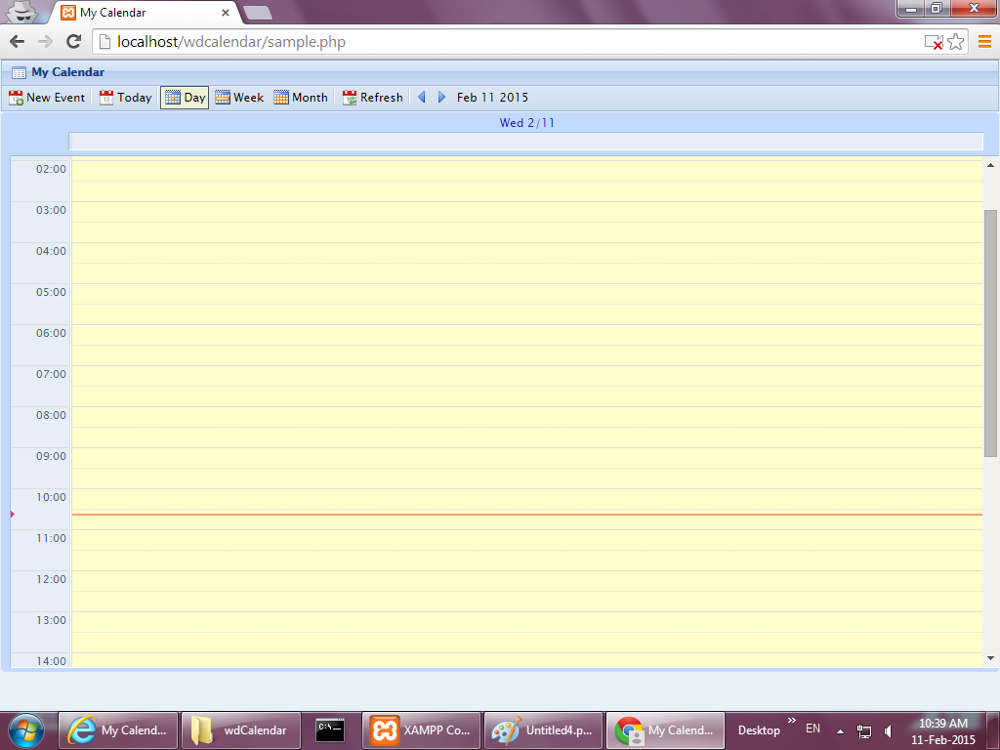 My Calendar
localhost/wdcalendar/sample.php
My Calendar
New Event Today Day Week Month Refresh Feb 11 2015
Wed 2/11
02:00
03:00
04:00
05:00
06:00
07:00
08:00
09:00
10:00
11:00
12:00
13:00
14:00
My Calend... wdCalendar C:\ XAMPP Co... Untitled4.p... My Calend... Desktop » EN 10:39 AM
11-Feb-2015